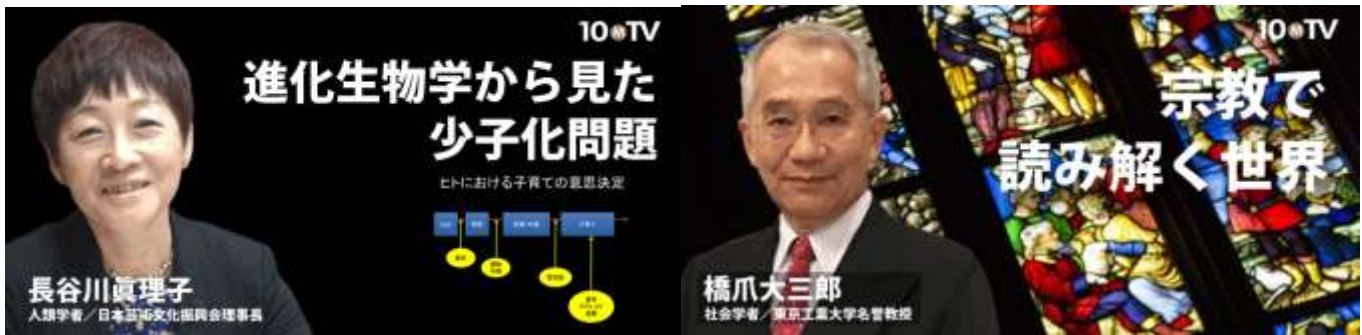 10 TV
進化生物学から見た
少子化問題
ヒトにおける子育ての意思決定
長谷川眞理子
人類学者／日本芸術文化振興会理事長
10 TV
宗教で
読み解く世界
橋爪大三郎
社会学者／東京工業大学名誉教授